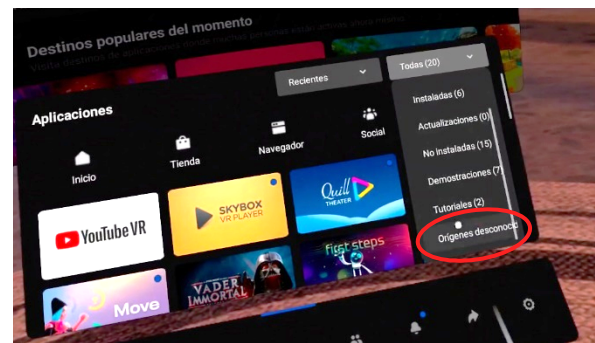 Destinos populares del momento
Aplicaciones
Recientes
Todas (20)
Inicio
Tienda
Navegador
Social
Instaladas (6)
Actualizaciones (0)
No instaladas (15)
Demostraciones (7
Tutoriales (2)
Orígenes desconocid
YouTube VR
SKYBOX
VR PLAYER
Quill
THEATER
Move
VADER
IMMORTAL
first steps